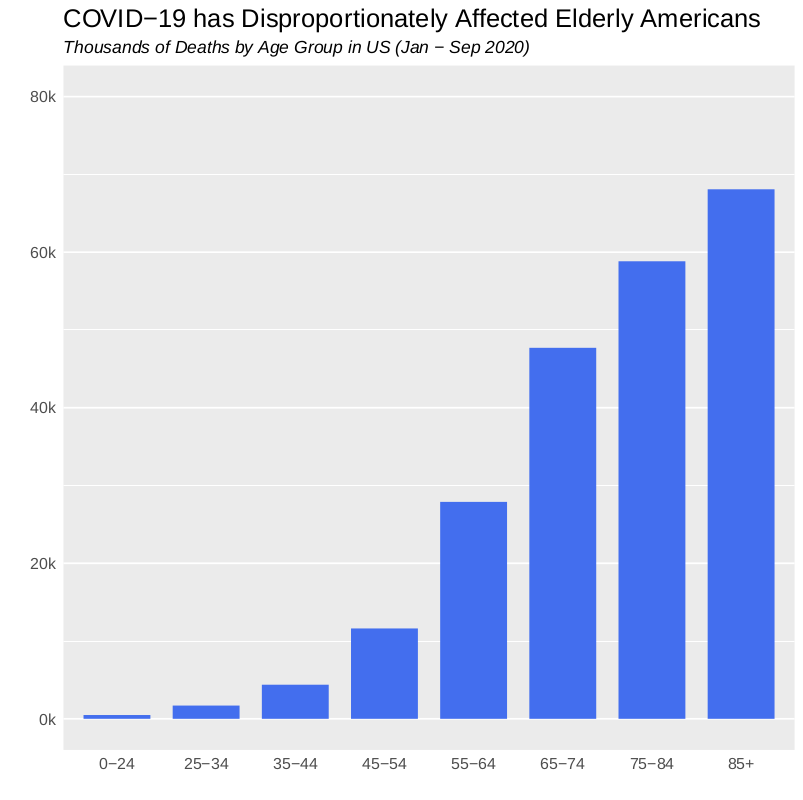 COVID−19 has Disproportionately Affected Elderly Americans
Thousands of Deaths by Age Group in US (Jan − Sep 2020)
80k
60k
40k
20k
0k
0−24 25−34 35−44 45−54 55−64 65−74 75−84 85+